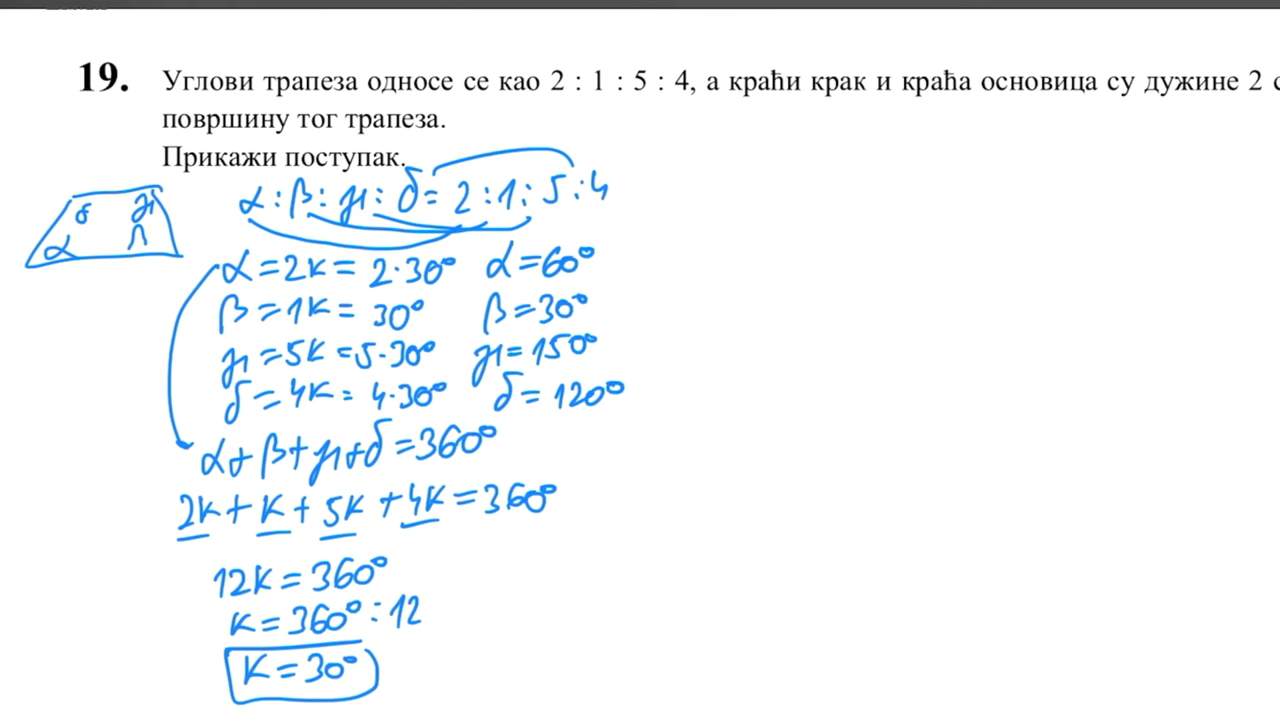 19. Углови трапеза односе се као 2 : 1 : 5 : 4, а краћи крак и краћа основица су дужине 2
површину тог трапеза.
Прикажи поступак.
α : β : γ : δ = 2 : 1 : 5 : 4
δ γ
α β
α = 2K = 2·30° α = 60°
β = 1K = 30° β = 30°
γ = 5K = 5·30° γ = 150°
δ = 4K = 4·30° δ = 120°
α + β + γ + δ = 360°
2K + K + 5K + 4K = 360°
12K = 360°
K = 360° : 12
K = 30°